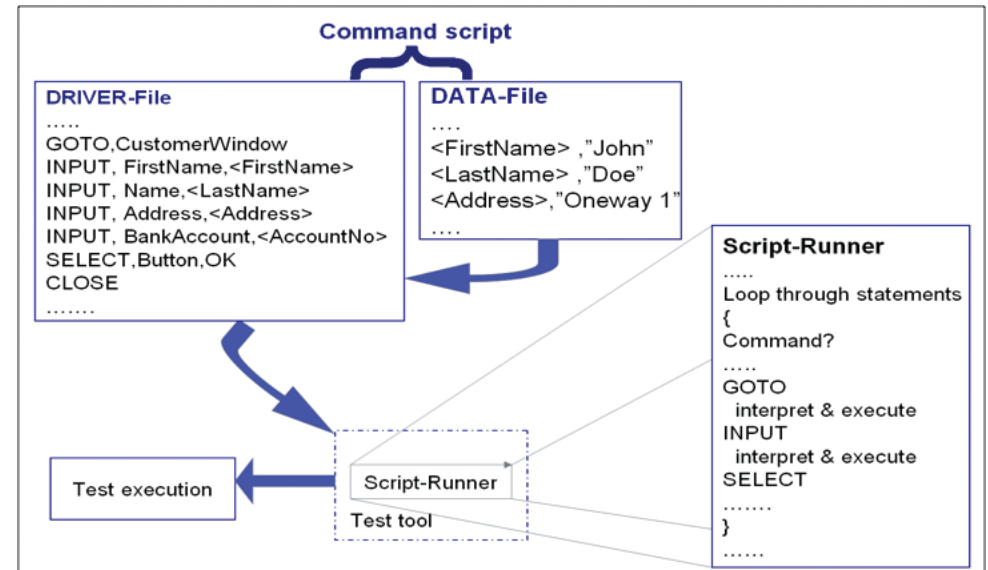 Command script
DRIVER-File
.....
GOTO,CustomerWindow
INPUT, FirstName,<FirstName>
INPUT, Name,<LastName>
INPUT, Address,<Address>
INPUT, BankAccount,<AccountNo>
SELECT,Button,OK
CLOSE
.......
DATA-File
....
<FirstName> ,”John”
<LastName> ,”Doe”
<Address>,”Oneway 1”
....
Script-Runner
.....
Loop through statements
{
Command?
.....
GOTO
interpret & execute
INPUT
interpret & execute
SELECT
.......
}
......
Test execution
Script-Runner
Test tool